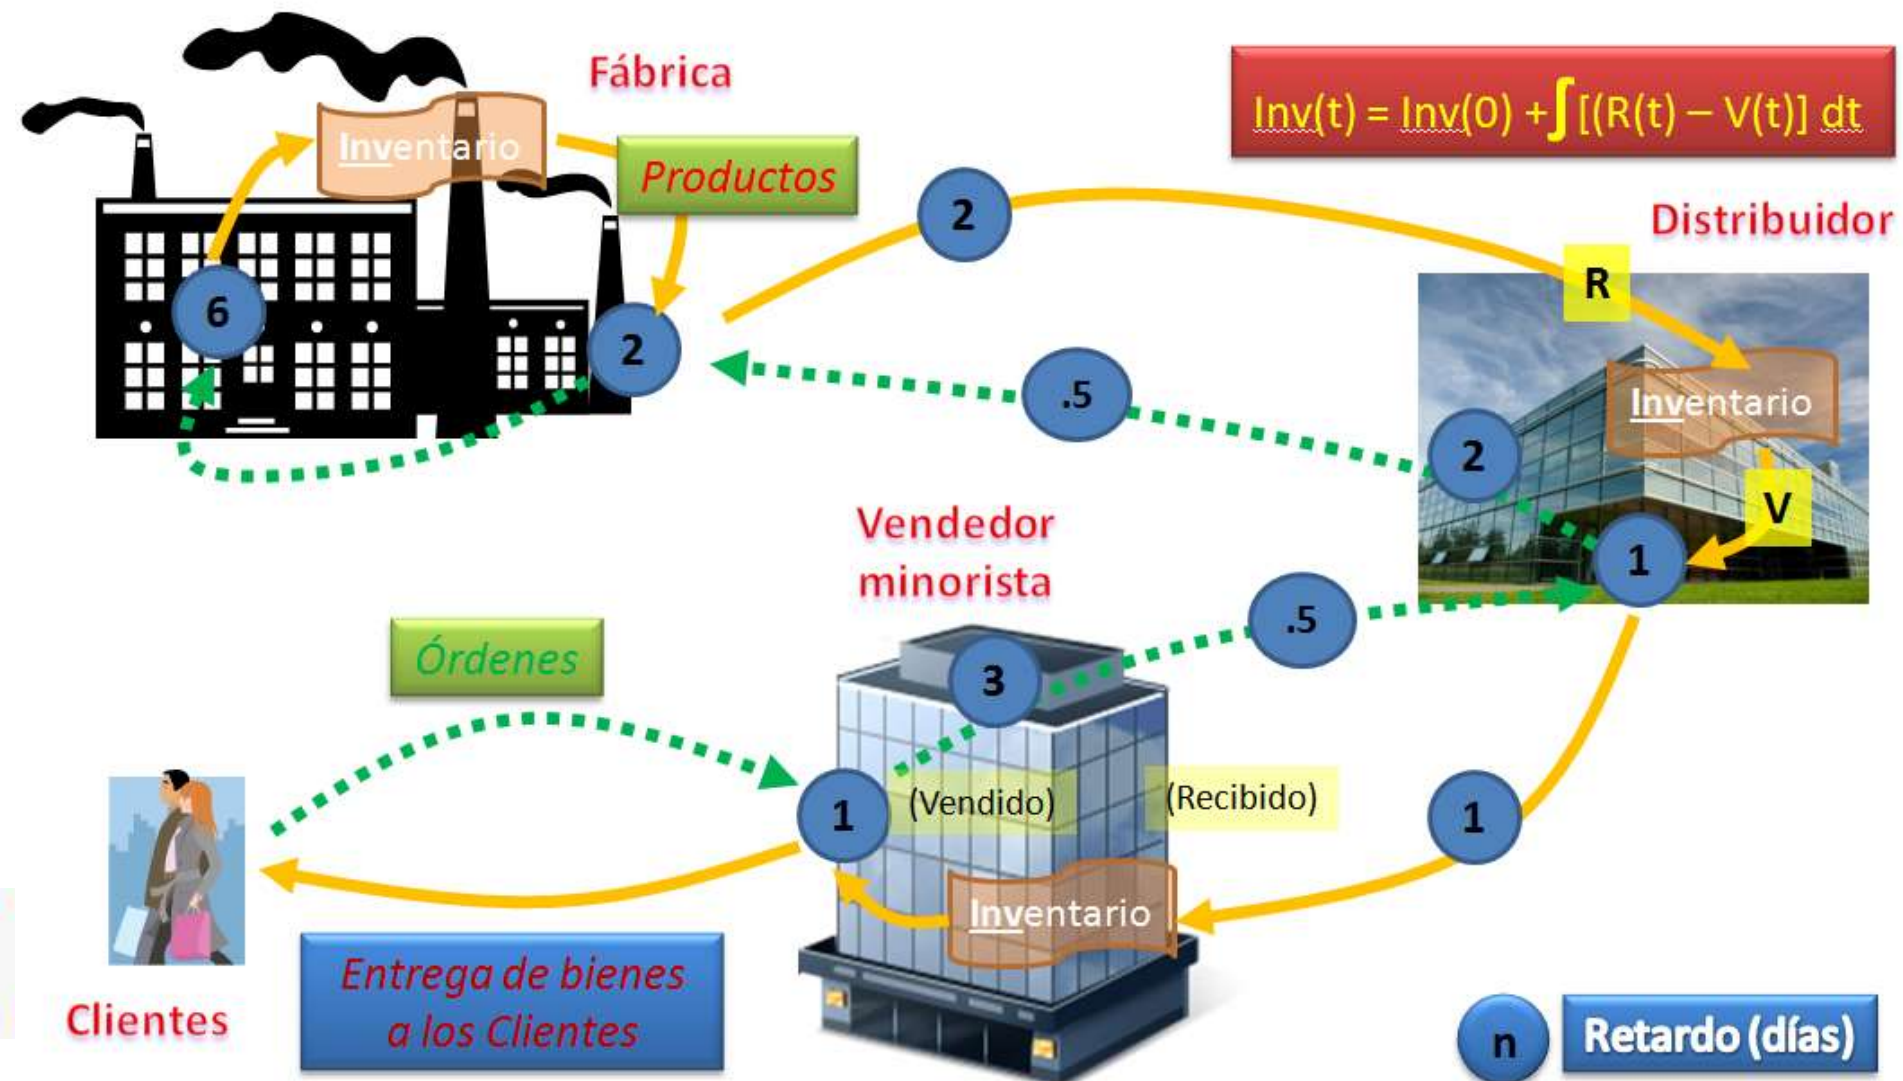 Fábrica
Inv(t) = Inv(0) +∫ [(R(t) – V(t)] dt
Inventario
Productos
2
Distribuidor
R
6
2
.5
Inventario
2
V
Vendedor
minorista
1
.5
Órdenes
3
1
(Vendido)
(Recibido)
1
Inventario
Entrega de bienes
a los Clientes
Clientes
n
Retardo (días)